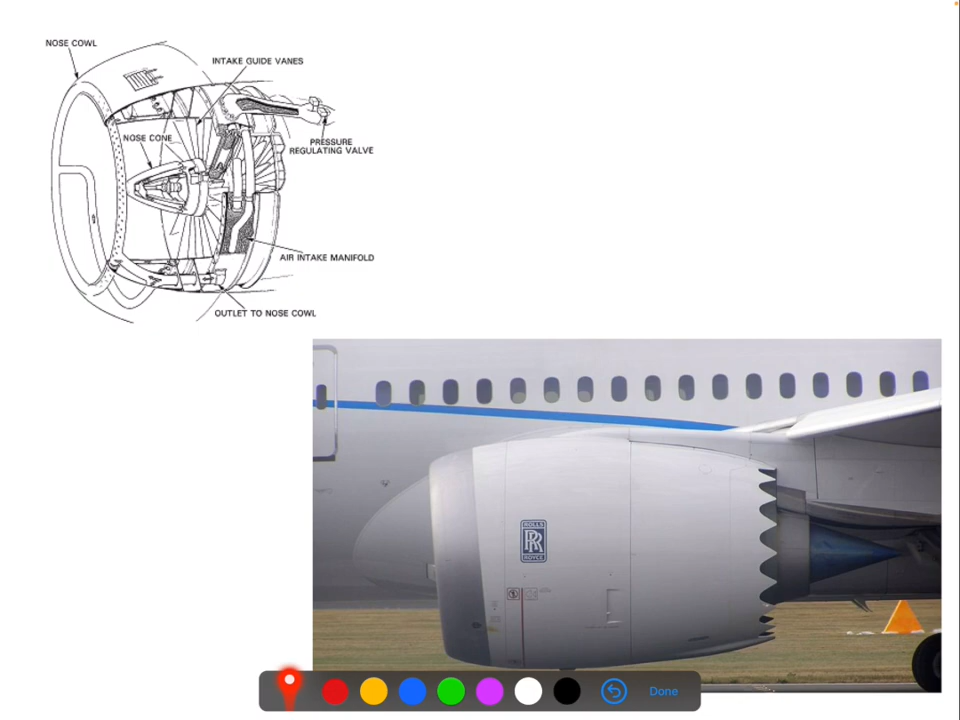 NOSE COWL
INTAKE GUIDE VANES
NOSE CONE
PRESSURE
REGULATING VALVE
AIR INTAKE MANIFOLD
OUTLET TO NOSE COWL
ROLLS
RR
ROYCE
Done